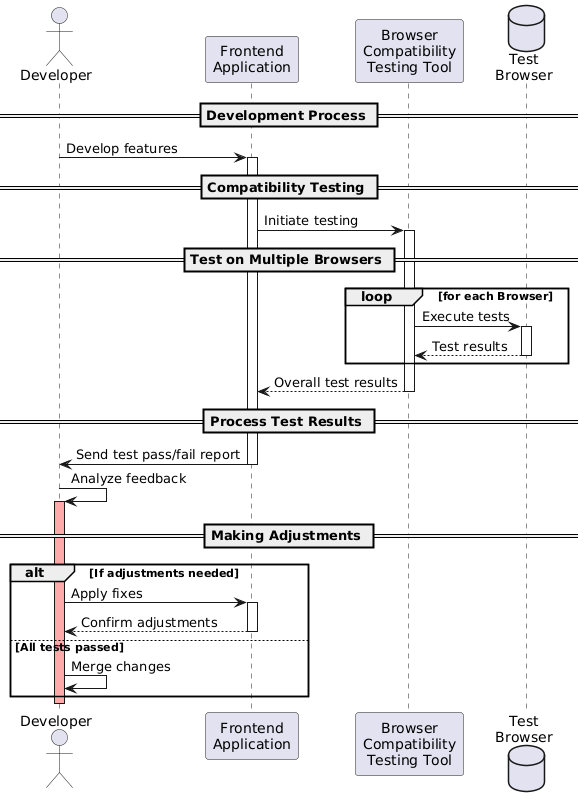 Developer
Frontend
Application
Browser
Compatibility
Testing Tool
Test
Browser
Development Process
Develop features
Compatibility Testing
Initiate testing
Test on Multiple Browsers
loop [for each Browser]
Execute tests
Test results
Overall test results
Process Test Results
Send test pass/fail report
Analyze feedback
Making Adjustments
alt [If adjustments needed]
Apply fixes
Confirm adjustments
[All tests passed]
Merge changes
Developer
Frontend
Application
Browser
Compatibility
Testing Tool
Test
Browser